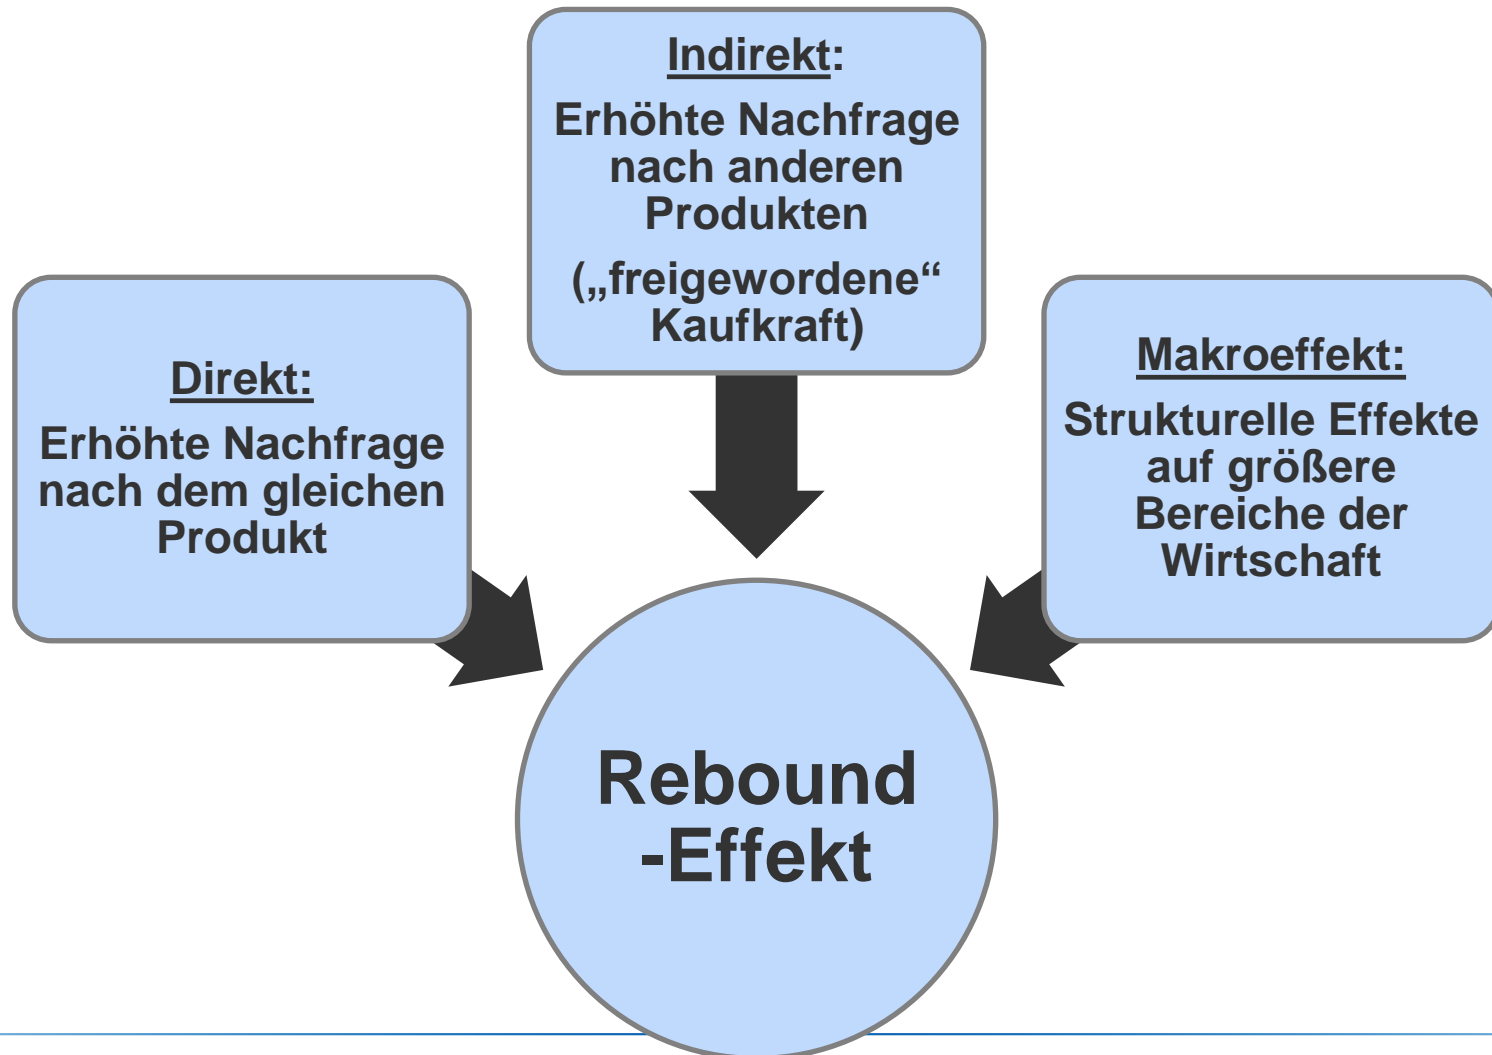 Indirekt:
Erhöhte Nachfrage
nach anderen
Produkten
(„freigewordene“
Kaufkraft)
Direkt:
Erhöhte Nachfrage
nach dem gleichen
Produkt
Makroeffekt:
Strukturelle Effekte
auf größere
Bereiche der
Wirtschaft
Rebound
-Effekt